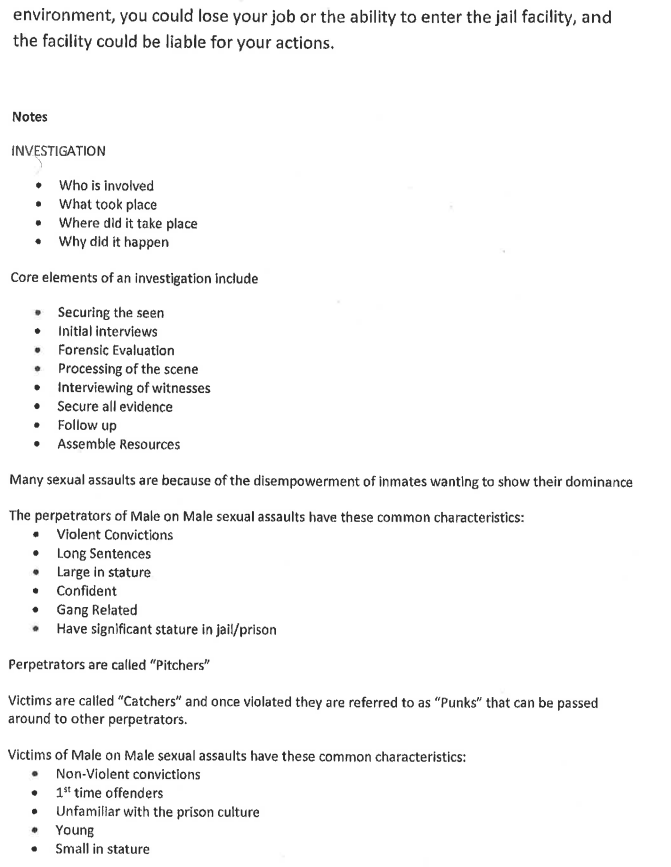 environment, you could lose your job or the ability to enter the jail facility, and
the facility could be liable for your actions.
Notes
INVESTIGATION
• Who is involved
• What took place
• Where did it take place
• Why did it happen
Core elements of an investigation include
• Securing the seen
• Initial interviews
• Forensic Evaluation
• Processing of the scene
• Interviewing of witnesses
• Secure all evidence
• Follow up
• Assemble Resources
Many sexual assaults are because of the disempowerment of inmates wanting to show their dominance
The perpetrators of Male on Male sexual assaults have these common characteristics:
• Violent Convictions
• Long Sentences
• Large in stature
• Confident
• Gang Related
• Have significant stature in jail/prison
Perpetrators are called "Pitchers"
Victims are called "Catchers" and once violated they are referred to as "Punks" that can be passed
around to other perpetrators.
Victims of Male on Male sexual assaults have these common characteristics:
• Non-Violent convictions
• 1st time offenders
• Unfamiliar with the prison culture
• Young
• Small in stature